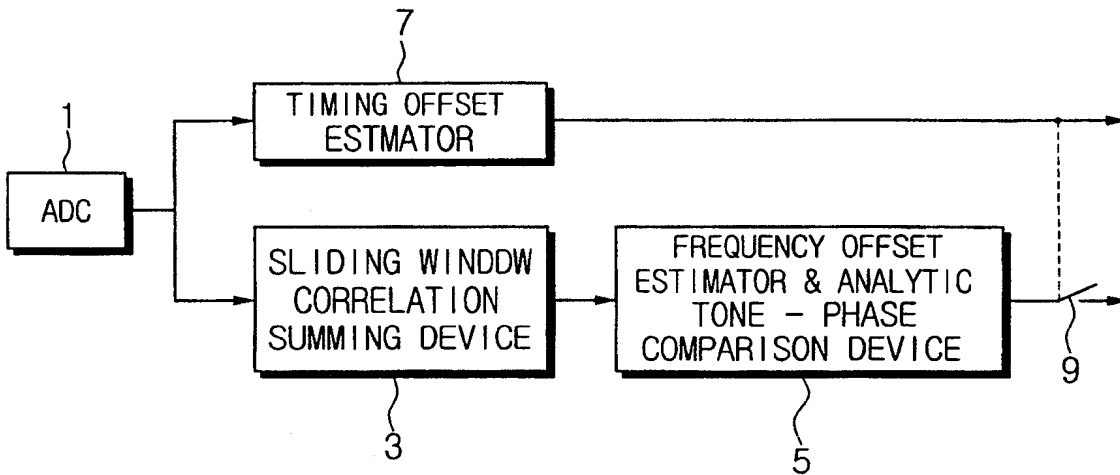 7
TIMING OFFSET
ESTMATOR
1
ADC
SLIDING WINDDW
CORRELATION
SUMMING DEVICE
3
FREQUENCY OFFSET
ESTIMATOR & ANALYTIC
TONE – PHASE
COMPARISON DEVICE
5
9